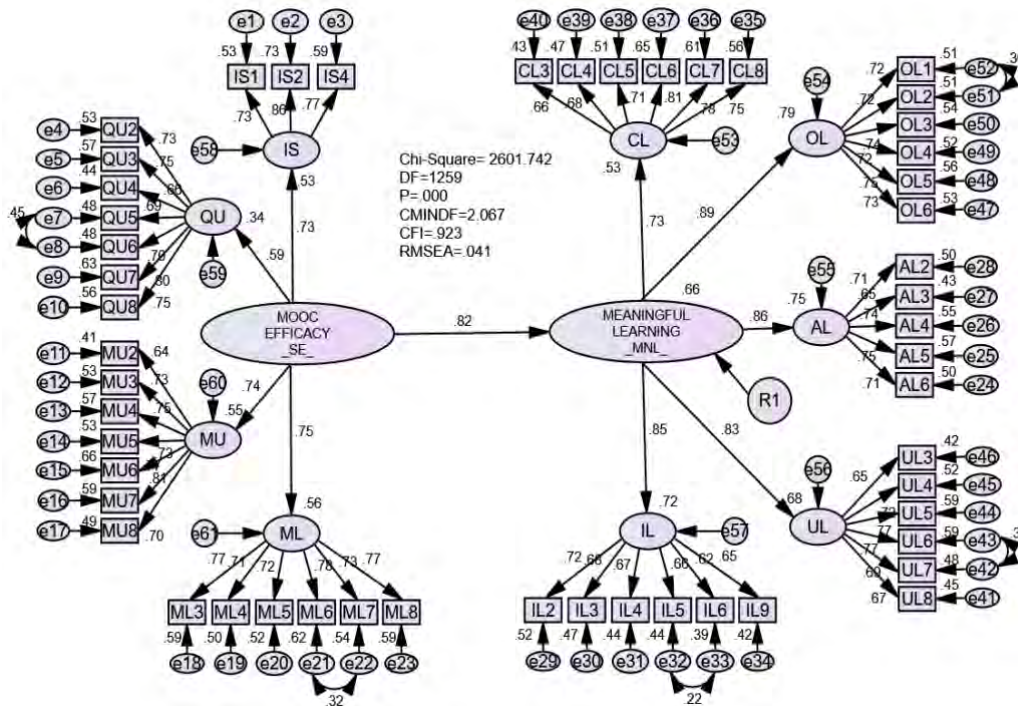 e1 e2 e3
.53 .73 .59
IS1 IS2 IS4
.73 .86 .77
e58 IS
.53
e40 e39 e38 e37 e36 e35
.43 .47 .51 .65 .61 .56
CL3 CL4 CL5 CL6 CL7 CL8
.66 .68 .71 .81 .78 .75
CL e53
.53
Chi-Square= 2601.742
DF=1259
P=.000
CMINDF=2.067
CFI=.923
RMSEA=.041
e54
.79
OL
.72 OL1 .51 e52
.72 OL2 .51 e51
OL3 .54 e50
.74 OL4 .52 e49
.72 OL5 .56 e48
.75
.73 OL6 .53 e47
e4 .53 QU2 .73
e5 .57 QU3 .75
e6 .44 QU4 .66
.45 e7 .48 QU5 .69
e8 .48 QU6
e9 .63 QU7 .80
e10 .56 QU8 .75
QU .34
e59
.59
.73
.73
.89
MOOC
EFFICACY
_SE_
.82
.66
MEANINGFUL
LEARNING
_MNL_
R1
.86
e55
.75
AL
.71 AL2 .50 e28
.65 AL3 .43 e27
.74 AL4 .55 e26
AL5 .57 e25
.75
.71 AL6 .50 e24
e11 .41 MU2 .64
e12 .53 MU3 .73
e13 .57 MU4 .75
e14 .53 MU5
e15 .66 MU6 .73
e16 .59 MU7 .81
e17 .49 MU8 .70
e60
.74
.55
MU
.75
.56
e61 ML
.77 .71 .72 .78 .73 .77
ML3 ML4 ML5 ML6 ML7 ML8
.59 .50 .52 .62 .54 .59
e18 e19 e20 e21 e22 e23
.32
.85
.72
IL e57
.72 .68 .67 .66 .62 .65
IL2 IL3 IL4 IL5 IL6 IL9
.52 .47 .44 .44 .39 .42
e29 e30 e31 e32 e33 e34
.22
.83
e56
.68
UL
.65 UL3 .42 e46
UL4 .52 e45
UL5 .59 e44
.77 UL6 .59 e43
.77 UL7 .48 e42
.69
.67 UL8 .45 e41